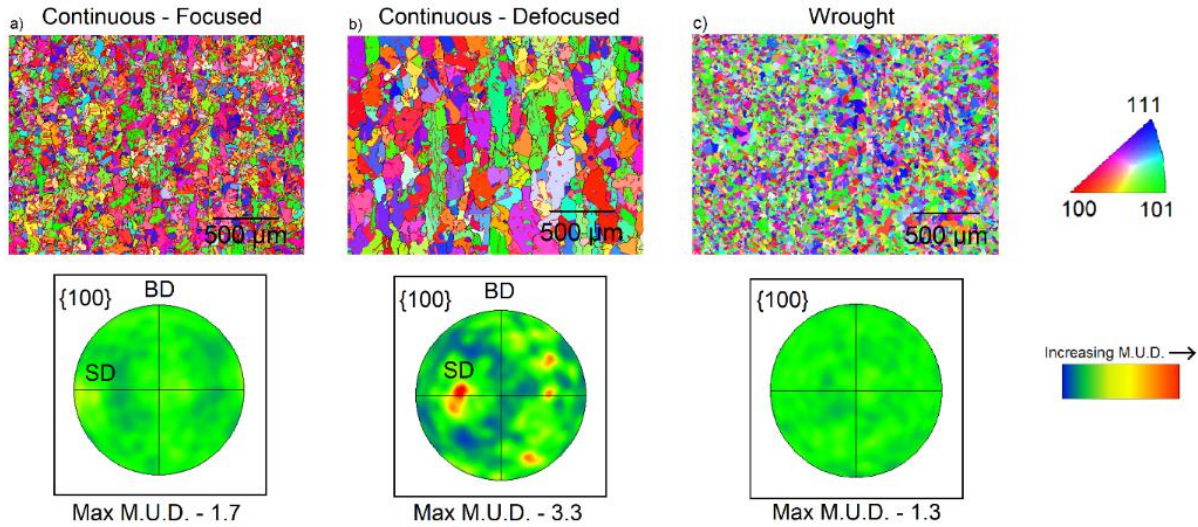 a) Continuous - Focused
500 µm
b) Continuous - Defocused
500 µm
c) Wrought
500 µm
111
100 101
{100} BD
SD
Max M.U.D. - 1.7
{100} BD
SD
Max M.U.D. - 3.3
{100}
Max M.U.D. - 1.3
Increasing M.U.D. →